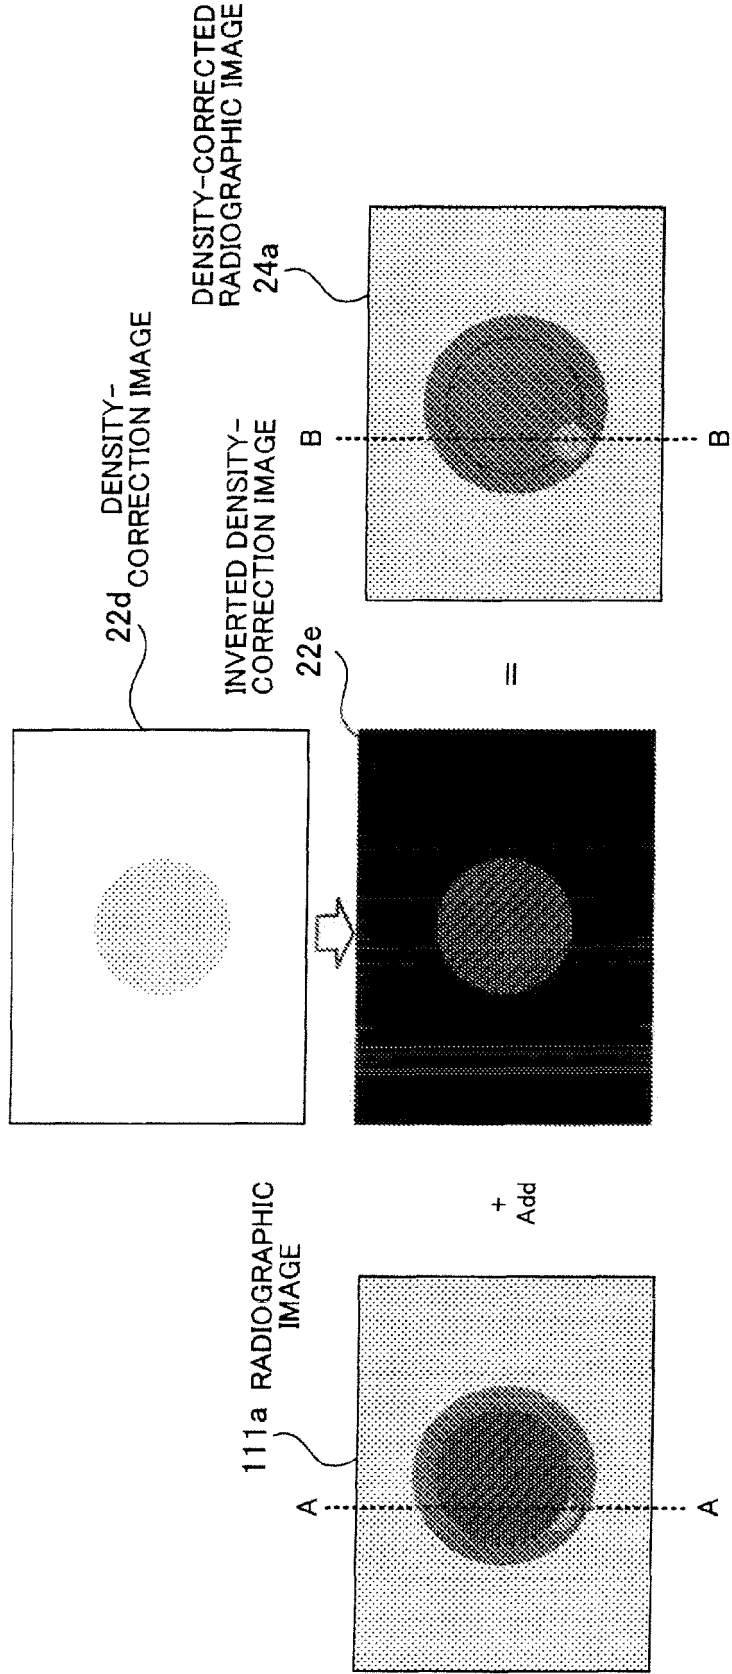 22d DENSITY-
CORRECTION IMAGE
111a RADIOGRAPHIC
IMAGE
INVERTED DENSITY-
CORRECTION IMAGE
22e
DENSITY-CORRECTED
RADIOGRAPHIC IMAGE
24a
A
A
+
Add
=
B
B